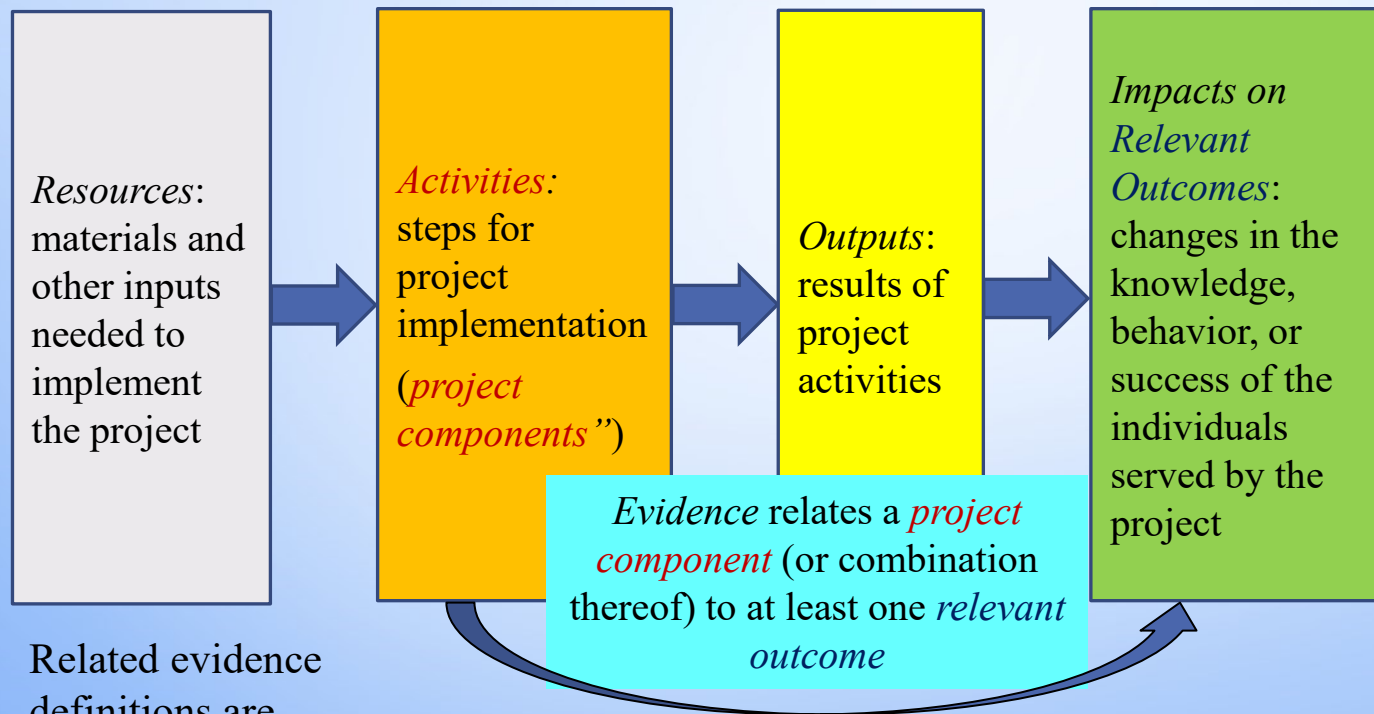 Resources:
materials and
other inputs
needed to
implement
the project
Activities:
steps for
project
implementation
(project
components”)
Outputs:
results of
project
activities
Impacts on
Relevant
Outcomes:
changes in the
knowledge,
behavior, or
success of the
individuals
served by the
project
Evidence relates a project
component (or combination
thereof) to at least one relevant
outcome
Related evidence
definitions are